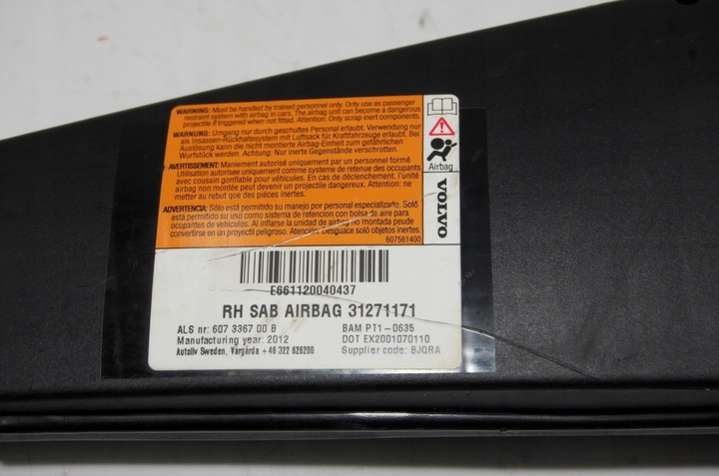 WARNING: Must be handled by trained personnel only. Only use as passenger
restraint system with airbag in cars. The airbag unit can become a dangerous
projectile if triggered when not fitted. Attention: Only scrap inert components.
WARNUNG: Umgang nur durch geschultes Personal erlaubt. Verwendung nur
als Insassen-Rückhaltesystem mit Luftsack für Kraftfahrzeuge erlaubt. Bei
Auslösung kann die nicht montierte Airbag-Einheit zum gefährlichen
Wurfstück werden. Achtung: Nur inerte Gegenstände verschrotten.
AVERTISSEMENT: Maniement autorisé uniquement par un personnel formé.
Utilisation autorisée uniquement comme système de retenue des occupants
avec coussin gonflable pour véhicules. En cas de déclenchement, l'unité
airbag non montée peut devenir un projectile dangereux. Attention: ne
mettre au rebut que des pièces inertes.
ADVERTENCIA: Sólo está permitido su manejo por personal especializado. Sólo
está permitido su uso como sistema de retención con bolsa de aire para
ocupantes de vehículos. Al inflarse la unidad de airbag no montada peude
convertirse en un proyectil peligroso. Atención: Desguace soló objetos inertes.
607561400
Airbag
VOLVO
E661120040437
RH SAB AIRBAG 31271171
ALS nr: 607 3367 00 B
BAM PT1-0635
Manufacturing year: 2012
DOT EX2001070110
Autoliv Sweden, Vårgårda +46 322 626200
Supplier code: BJQRA